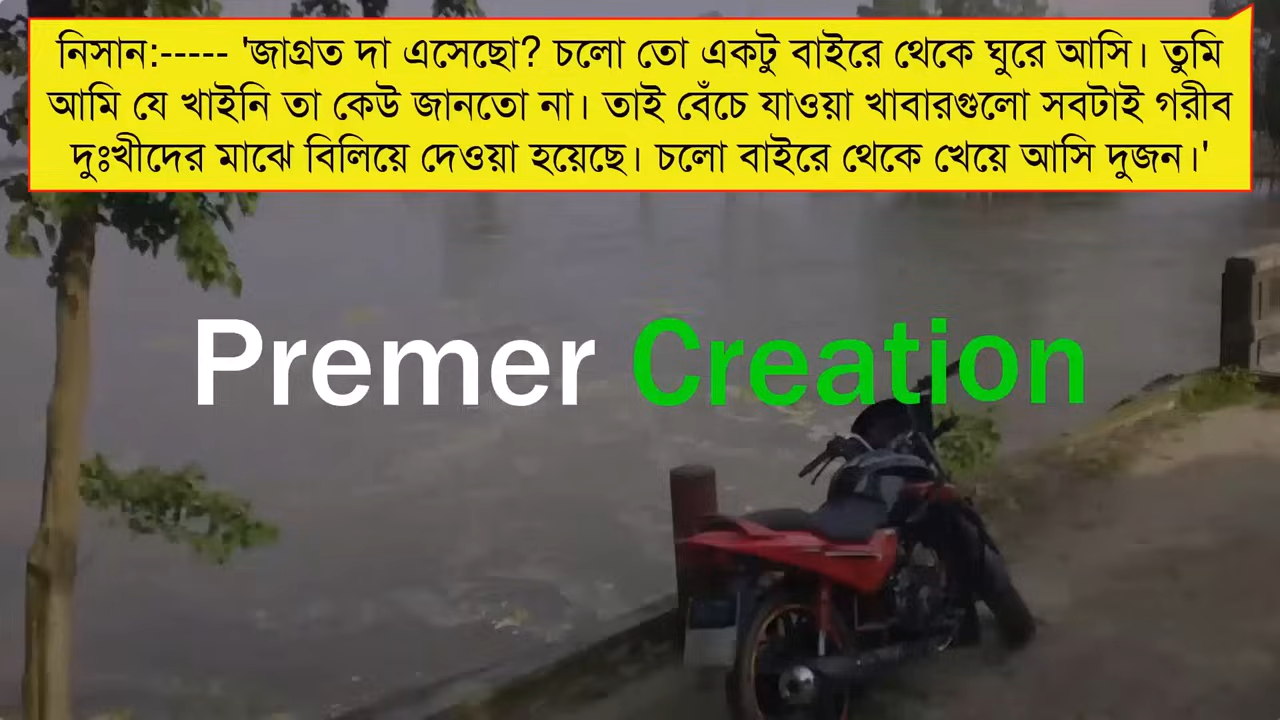 নিসান:----- 'জাগ্রত দা এসেছো? চলো তো একটু বাইরে থেকে ঘুরে আসি। তুমি
আমি যে খাইনি তা কেউ জানতো না। তাই বেঁচে যাওয়া খাবারগুলো সবটাই গরীব
দুঃখীদের মাঝে বিলিয়ে দেওয়া হয়েছে। চলো বাইরে থেকে খেয়ে আসি দুজন।'
Premer Creation